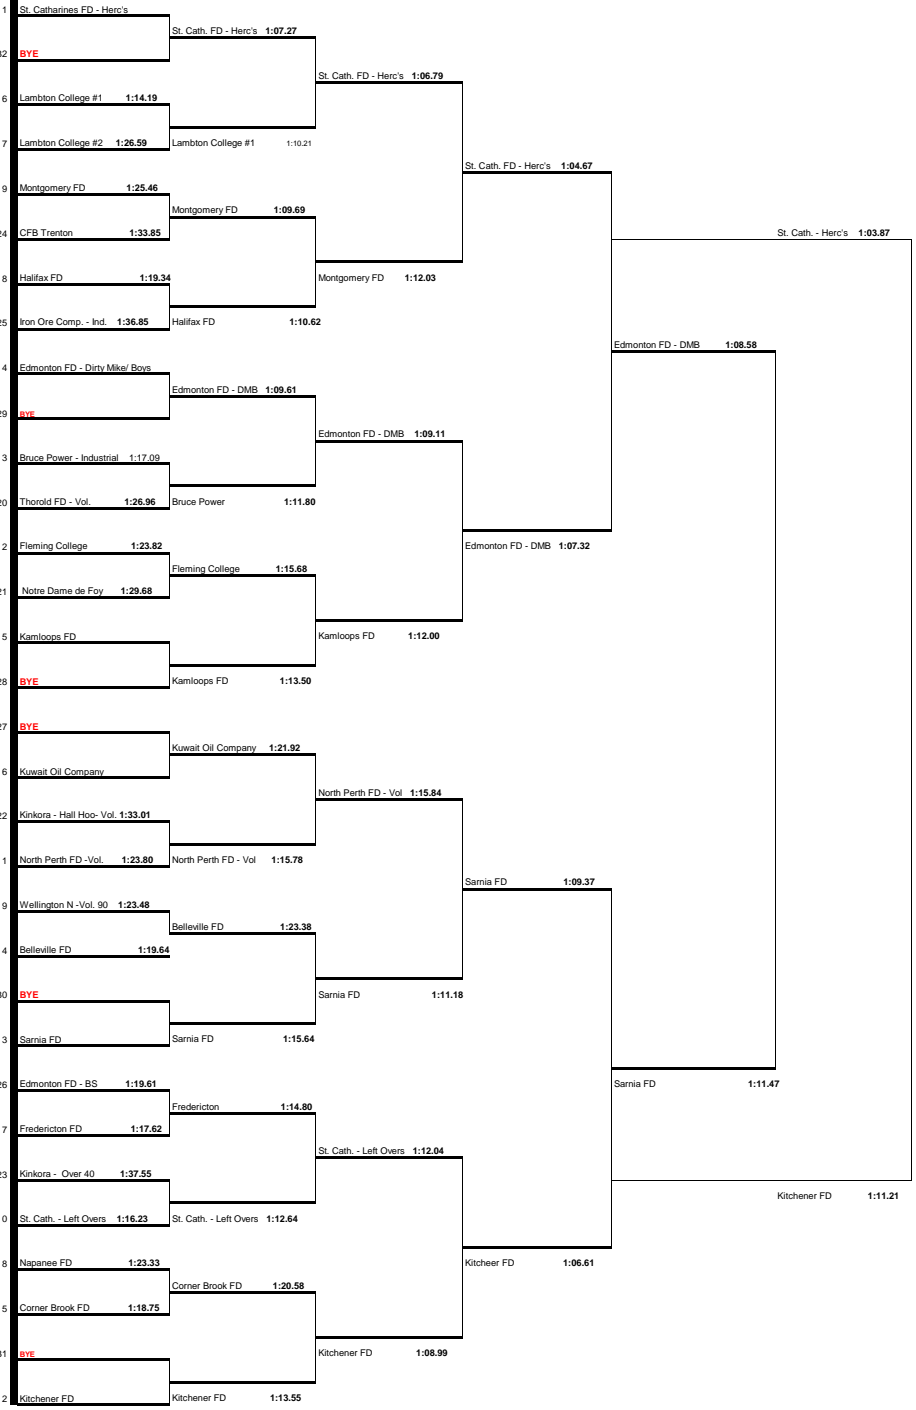 1 St. Catharines FD - Herc's
St. Cath. FD - Herc's 1:07.27
32 BYE
St. Cath. FD - Herc's 1:06.79
6 Lambton College #1 1:14.19
7 Lambton College #2 1:26.59 Lambton College #1 1:10.21
St. Cath. FD - Herc's 1:04.67
9 Montgomery FD 1:25.46
Montgomery FD 1:09.69
24 CFB Trenton 1:33.85
St. Cath. - Herc's 1:03.87
8 Halifax FD 1:19.34
Montgomery FD 1:12.03
25 Iron Ore Comp. - Ind. 1:36.85 Halifax FD 1:10.62
Edmonton FD - DMB 1:08.58
4 Edmonton FD - Dirty Mike/ Boys
Edmonton FD - DMB 1:09.61
29 BYE
Edmonton FD - DMB 1:09.11
3 Bruce Power - Industrial 1:17.09
20 Thorold FD - Vol. 1:26.96 Bruce Power 1:11.80
2 Fleming College 1:23.82
Edmonton FD - DMB 1:07.32
Fleming College 1:15.68
21 Notre Dame de Foy 1:29.68
5 Kamloops FD
Kamloops FD 1:12.00
28 BYE Kamloops FD 1:13.50
27 BYE
Kuwait Oil Company 1:21.92
6 Kuwait Oil Company
North Perth FD - Vol 1:15.84
22 Kinkora - Hall Hoo- Vol. 1:33.01
1 North Perth FD -Vol. 1:23.80 North Perth FD - Vol 1:15.78
Sarnia FD 1:09.37
9 Wellington N -Vol. 90 1:23.48
Belleville FD 1:23.38
4 Belleville FD 1:19.64
30 BYE Sarnia FD 1:11.18
3 Sarnia FD Sarnia FD 1:15.64
26 Edmonton FD - BS 1:19.61
Sarnia FD 1:11.47
Fredericton 1:14.80
7 Fredericton FD 1:17.62
St. Cath. - Left Overs 1:12.04
23 Kinkora - Over 40 1:37.55
Kitchener FD 1:11.21
0 St. Cath. - Left Overs 1:16.23 St. Cath. - Left Overs 1:12.64
8 Napanee FD 1:23.33
Kitcheer FD 1:06.61
Corner Brook FD 1:20.58
5 Corner Brook FD 1:18.75
31 BYE Kitchener FD 1:08.99
2 Kitchener FD Kitchener FD 1:13.55